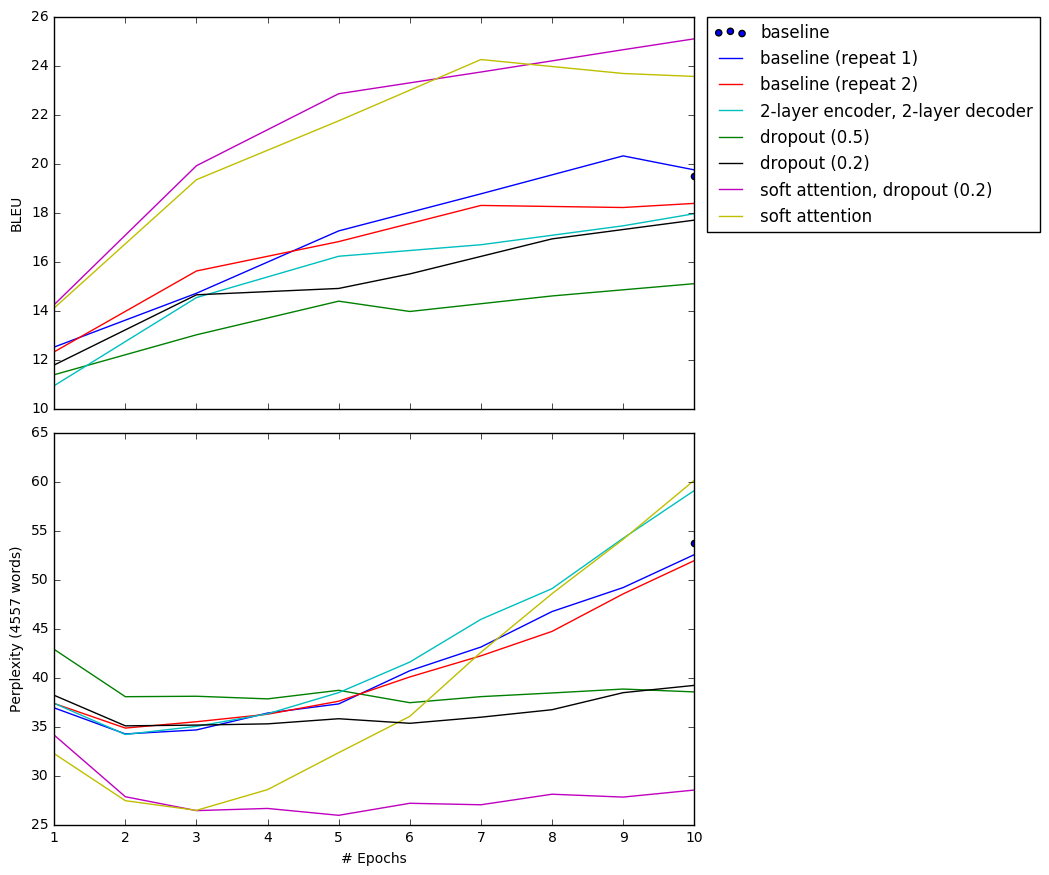 26
24
22
20
18
16
14
12
10
BLEU
baseline
baseline (repeat 1)
baseline (repeat 2)
2-layer encoder, 2-layer decoder
dropout (0.5)
dropout (0.2)
soft attention, dropout (0.2)
soft attention
65
60
55
50
45
40
35
30
25
Perplexity (4557 words)
1 2 3 4 5 6 7 8 9 10
# Epochs